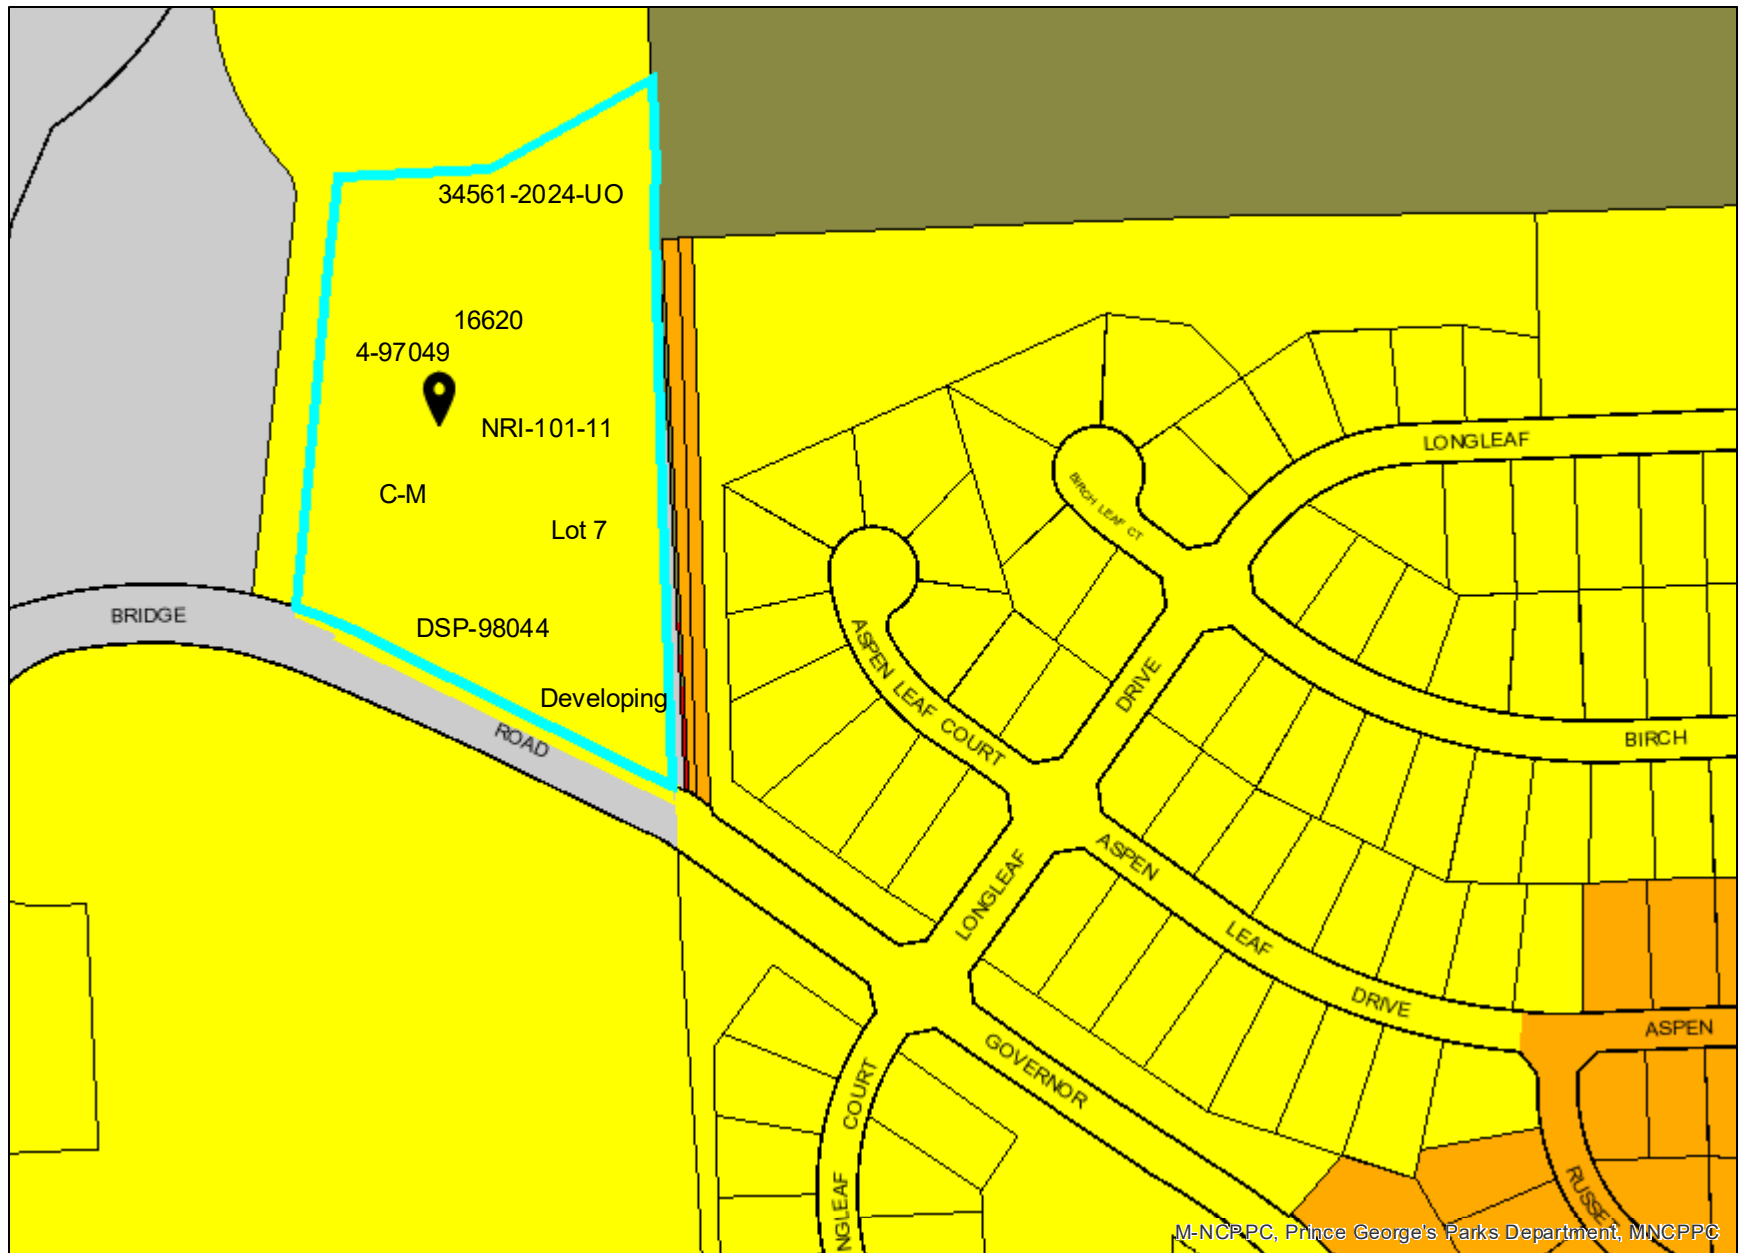 34561-2024-UO
16620
4-97049
NRI-101-11
LONGLEAF
BIRCH LEAF CT
C-M
Lot 7
BRIDGE
DSP-98044
ASPEN LEAF COURT
DRIVE
Developing
ROAD
BIRCH
ASPEN
LONGLEAF
LEAF
DRIVE
ASPEN
GOVERNOR
COURT
NGLEAF
RUSSET
M-NCPPC, Prince George's Parks Department, MNCPPC